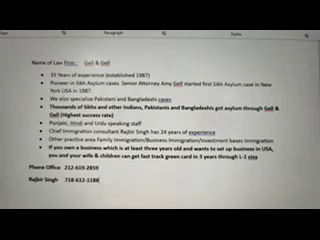 Font
Paragraph
Styles
Name of Law Firm : Gell & Gell
• 35 Years of experience (established 1987)
• Pioneer in Sikh Asylum cases. Senior Attorney Amy Gell started first Sikh Asylum case in New
York USA in 1987.
• We also specialize Pakistani and Bangladeshi cases
• Thousands of Sikhs and other Indians, Pakistanis and Bangladeshis got asylum through Gell &
Gell (Highest success rate)
• Punjabi, Hindi and Urdu speaking staff
• Chief Immigration consultant Rajbir Singh has 24 years of experience
• Other practice area Family Immigration/Business Immigration/Investment bases immigration
• If you own a business which is at least three years old and wants to set up business in USA,
you and your wife & children can get fast track green card in 3 years through L-1 visa
Phone Office 212-619-2859
Rajbir Singh 718-612-1188